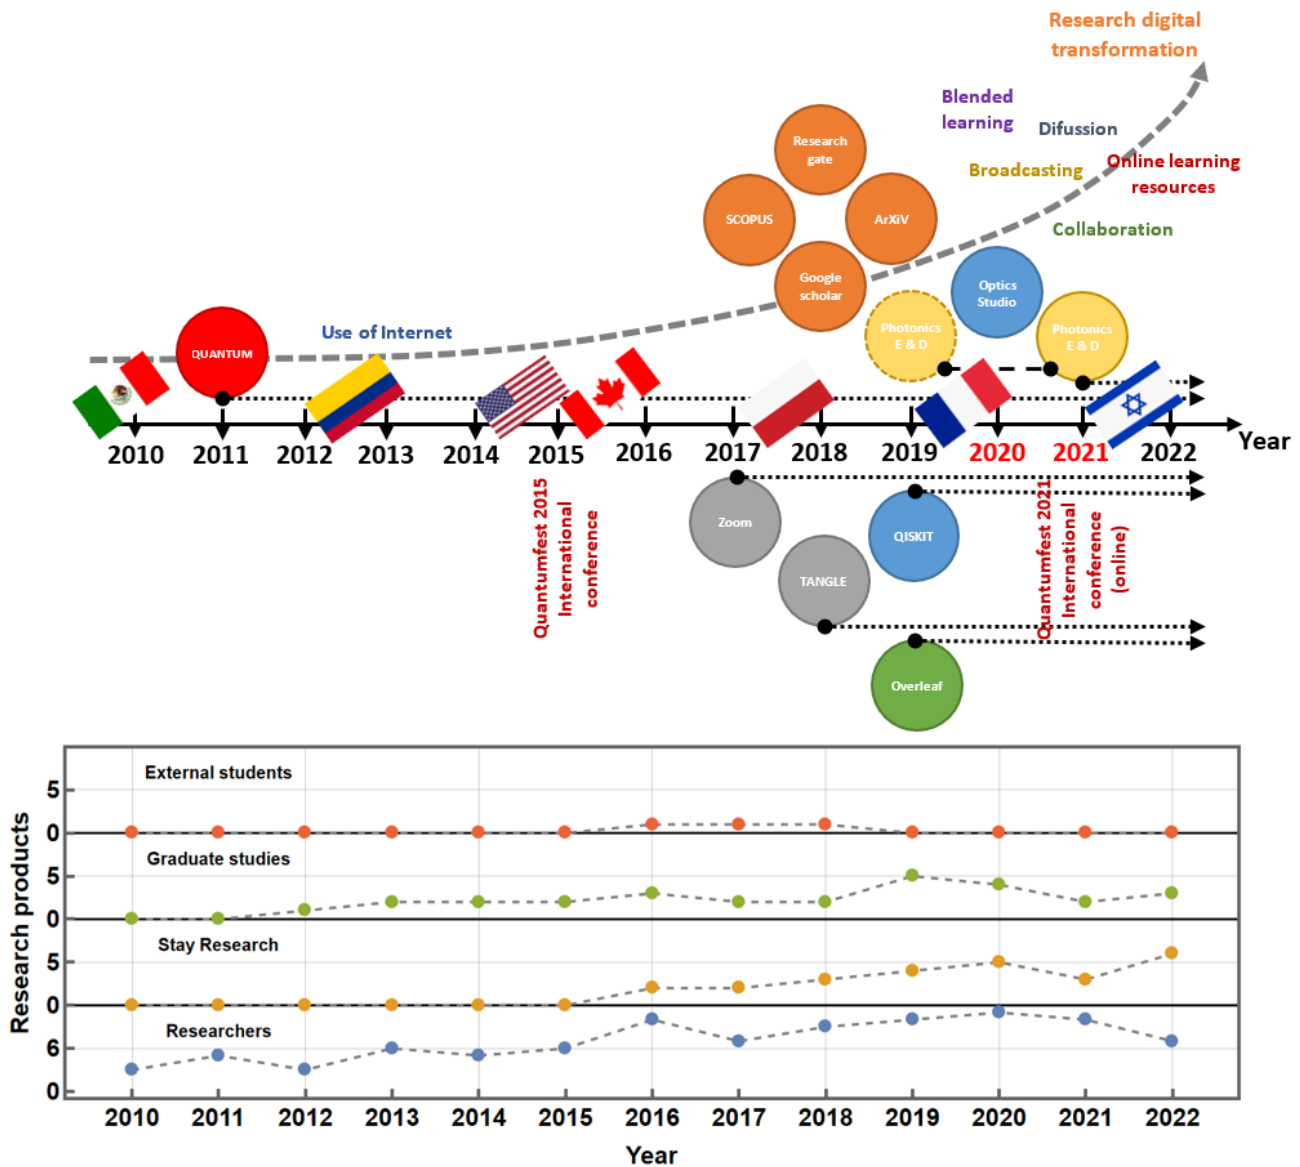 Research digital
transformation
Blended
learning
Difussion
Broadcasting
Online learning
resources
Collaboration
Research
gate
SCOPUS
ArXiV
Google
scholar
Optics
Studio
Photonics
E & D
Photonics
E & D
QUANTUM
Use of Internet
2010 2011 2012 2013 2014 2015 2016 2017 2018 2019 2020 2021 2022 Year
Quantumfest 2015
International
conference
Zoom
TANGLE
QISKIT
Overleaf
Quantumfest 2021
International
conference
(online)
Research products
External students
5
0
Graduate studies
5
0
Stay Research
5
0
Researchers
6
0
2010 2011 2012 2013 2014 2015 2016 2017 2018 2019 2020 2021 2022
Year